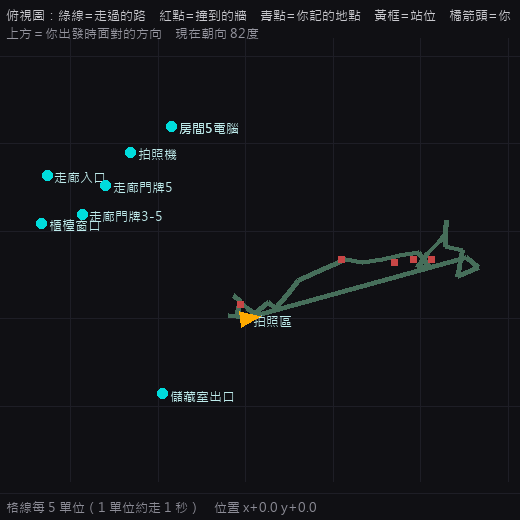 俯視圖：綠線=走過的路　紅點=撞到的牆　青點=你記的地點　黃框=站位　橘箭頭=你
上方＝你出發時面對的方向　現在朝向 82度
房間5電腦
拍照機
走廊入口
走廊門牌5
走廊門牌3-5
櫃檯窗口
拍照區
儲藏室出口
格線每 5 單位（1 單位約走 1 秒）　位置 x+0.0 y+0.0